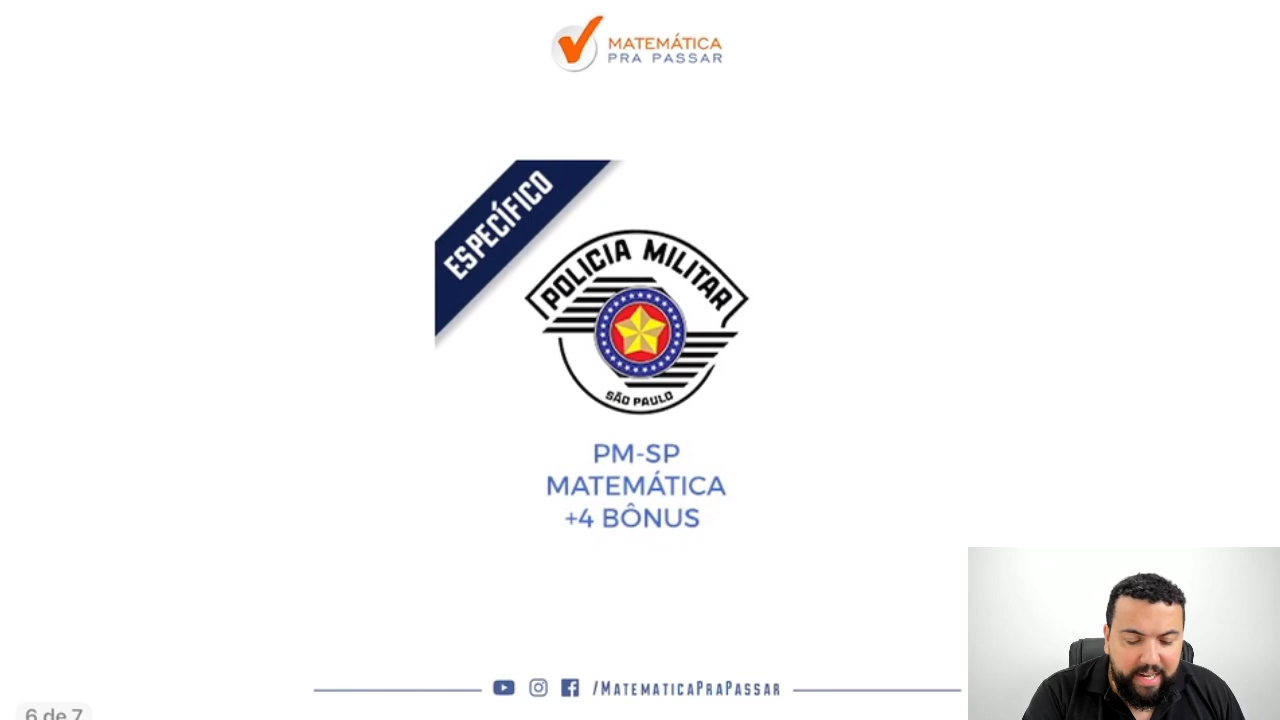 MATEMÁTICA
PRA PASSAR
ESPECÍFICO
POLICIA MILITAR
SÃO PAULO
PM-SP
MATEMÁTICA
+4 BÔNUS
/MATEMATICAPRAPASSAR
6 de 7